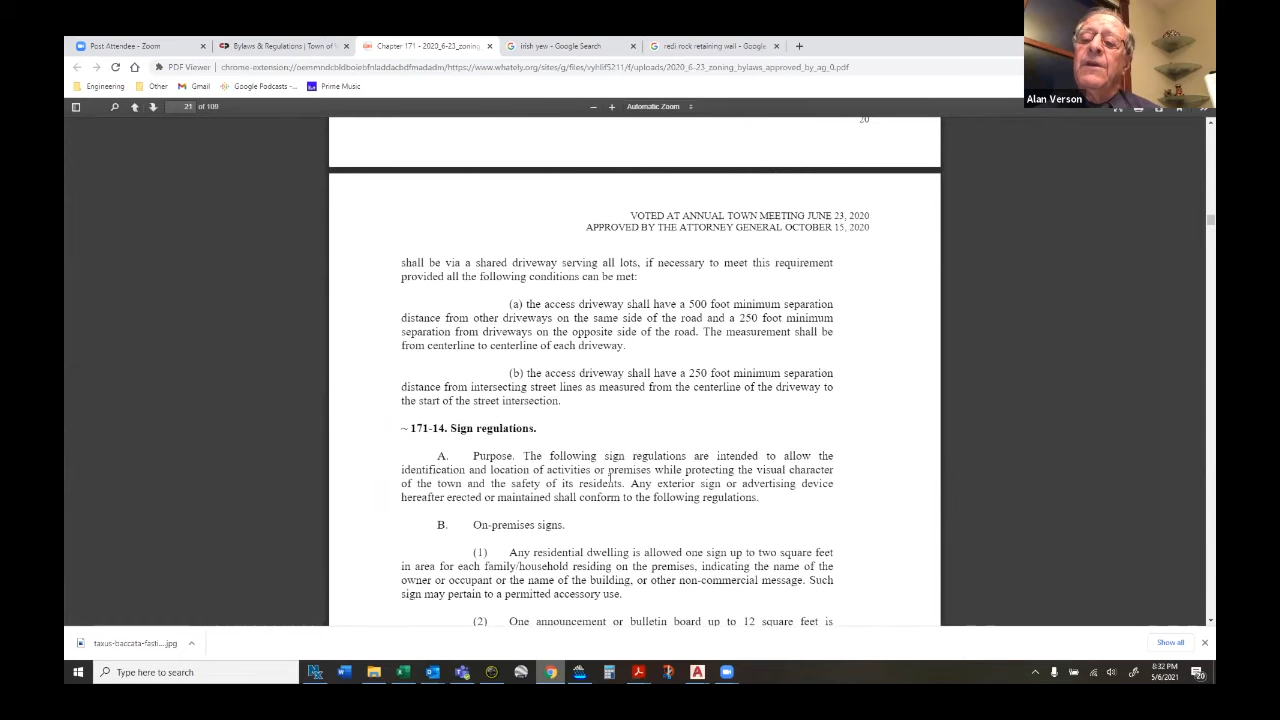 Post Attendee - Zoom
Bylaws & Regulations | Town of
Chapter 171 - 2020_6-23_zoning
irish yew - Google Search
redi rock retaining wall - Google
PDF Viewer | chrome-extension://oemmndcbldboiebfnladdacbdfmadadm/https://www.whately.org/sites/g/files/vyhlif5211/f/uploads/2020_6-23_zoning_bylaws_approved_by_ag_0.pdf
Engineering Other Gmail Google Podcasts -... Prime Music
Alan Verson
21 of 109
Automatic Zoom
20
VOTED AT ANNUAL TOWN MEETING JUNE 23, 2020
APPROVED BY THE ATTORNEY GENERAL OCTOBER 15, 2020
shall be via a shared driveway serving all lots, if necessary to meet this requirement
provided all the following conditions can be met:
(a) the access driveway shall have a 500 foot minimum separation
distance from other driveways on the same side of the road and a 250 foot minimum
separation from driveways on the opposite side of the road. The measurement shall be
from centerline to centerline of each driveway.
(b) the access driveway shall have a 250 foot minimum separation
distance from intersecting street lines as measured from the centerline of the driveway to
the start of the street intersection.
~ 171-14. Sign regulations.
A. Purpose. The following sign regulations are intended to allow the
identification and location of activities or premises while protecting the visual character
of the town and the safety of its residents. Any exterior sign or advertising device
hereafter erected or maintained shall conform to the following regulations.
B. On-premises signs.
(1) Any residential dwelling is allowed one sign up to two square feet
in area for each family/household residing on the premises, indicating the name of the
owner or occupant or the name of the building, or other non-commercial message. Such
sign may pertain to a permitted accessory use.
(2) One announcement or bulletin board up to 12 square feet is
taxus-baccata-fasti....jpg
Show all
Type here to search
8:32 PM
5/6/2021
20